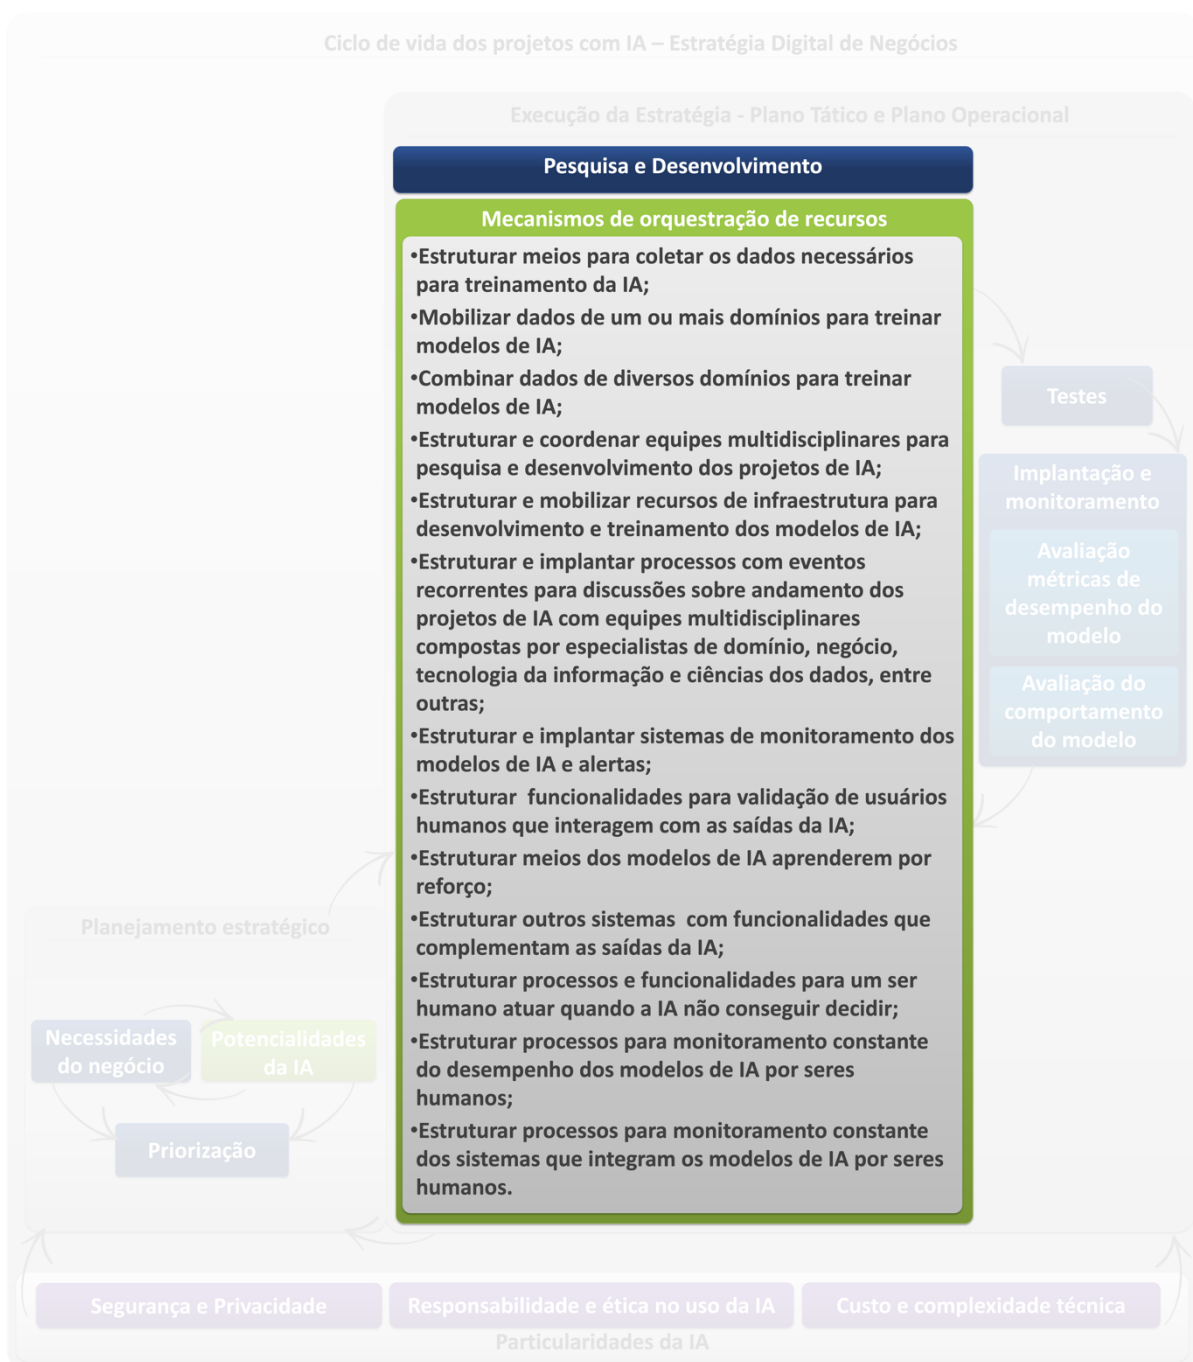 Ciclo de vida dos projetos com IA – Estratégia Digital de Negócios
Execução da Estratégia - Plano Tático e Plano Operacional
Pesquisa e Desenvolvimento
Mecanismos de orquestração de recursos
•Estruturar meios para coletar os dados necessários
para treinamento da IA;
•Mobilizar dados de um ou mais domínios para treinar
modelos de IA;
•Combinar dados de diversos domínios para treinar
modelos de IA;
•Estruturar e coordenar equipes multidisciplinares para
pesquisa e desenvolvimento dos projetos de IA;
•Estruturar e mobilizar recursos de infraestrutura para
desenvolvimento e treinamento dos modelos de IA;
•Estruturar e implantar processos com eventos
recorrentes para discussões sobre andamento dos
projetos de IA com equipes multidisciplinares
compostas por especialistas de domínio, negócio,
tecnologia da informação e ciências dos dados, entre
outras;
•Estruturar e implantar sistemas de monitoramento dos
modelos de IA e alertas;
•Estruturar  funcionalidades para validação de usuários
humanos que interagem com as saídas da IA;
•Estruturar meios dos modelos de IA aprenderem por
reforço;
•Estruturar outros sistemas  com funcionalidades que
complementam as saídas da IA;
•Estruturar processos e funcionalidades para um ser
humano atuar quando a IA não conseguir decidir;
•Estruturar processos para monitoramento constante
do desempenho dos modelos de IA por seres
humanos;
•Estruturar processos para monitoramento constante
dos sistemas que integram os modelos de IA por seres
humanos.
Testes
Implantação e
monitoramento
Avaliação
métricas de
desempenho do
modelo
Avaliação do
comportamento
do modelo
Planejamento estratégico
Necessidades
do negócio
Potencialidades
da IA
Priorização
Segurança e Privacidade
Responsabilidade e ética no uso da IA
Custo e complexidade técnica
Particularidades da IA